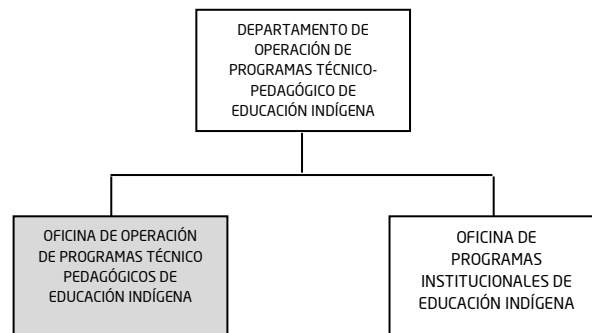 DEPARTAMENTO DE
OPERACIÓN DE
PROGRAMAS TÉCNICO-
PEDAGÓGICO DE
EDUCACIÓN INDÍGENA
OFICINA DE OPERACIÓN
DE PROGRAMAS TÉCNICO
PEDAGÓGICOS DE
EDUCACIÓN INDÍGENA
OFICINA DE
PROGRAMAS
INSTITUCIONALES DE
EDUCACIÓN INDÍGENA